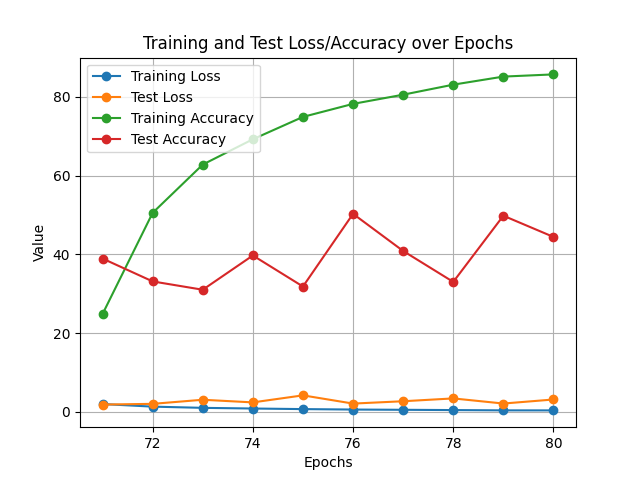 Training and Test Loss/Accuracy over Epochs
Training Loss
Test Loss
Training Accuracy
Test Accuracy
Value
80
60
40
20
0
72 74 76 78 80
Epochs